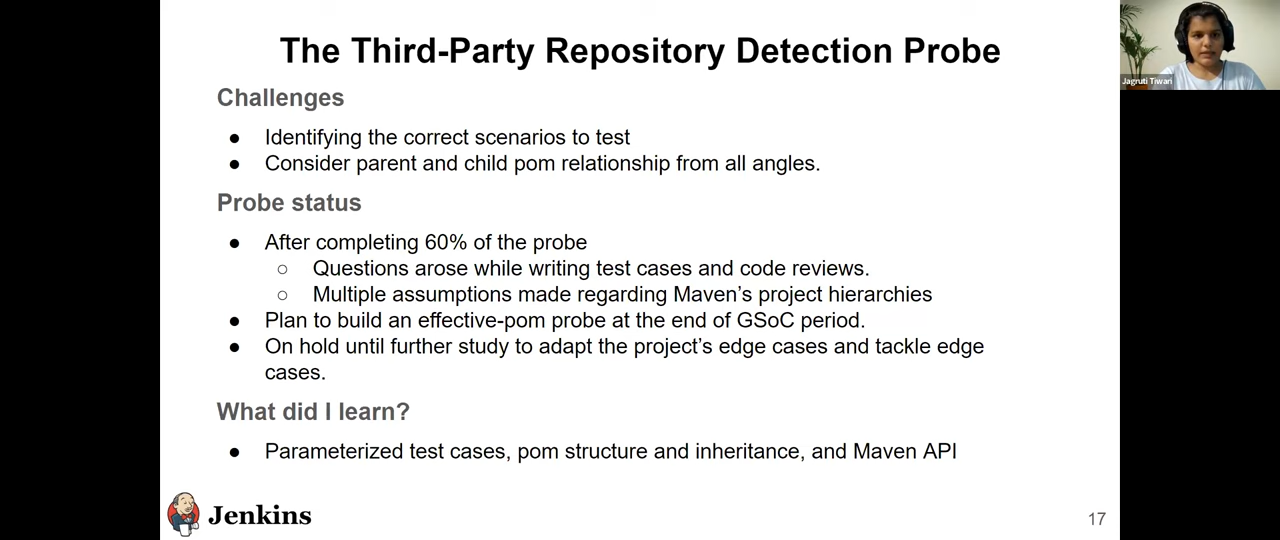 The Third-Party Repository Detection Probe
Jagruti Tiwari
Challenges
● Identifying the correct scenarios to test
● Consider parent and child pom relationship from all angles.
Probe status
● After completing 60% of the probe
○ Questions arose while writing test cases and code reviews.
○ Multiple assumptions made regarding Maven's project hierarchies
● Plan to build an effective-pom probe at the end of GSoC period.
● On hold until further study to adapt the project's edge cases and tackle edge
cases.
What did I learn?
● Parameterized test cases, pom structure and inheritance, and Maven API
Jenkins
17